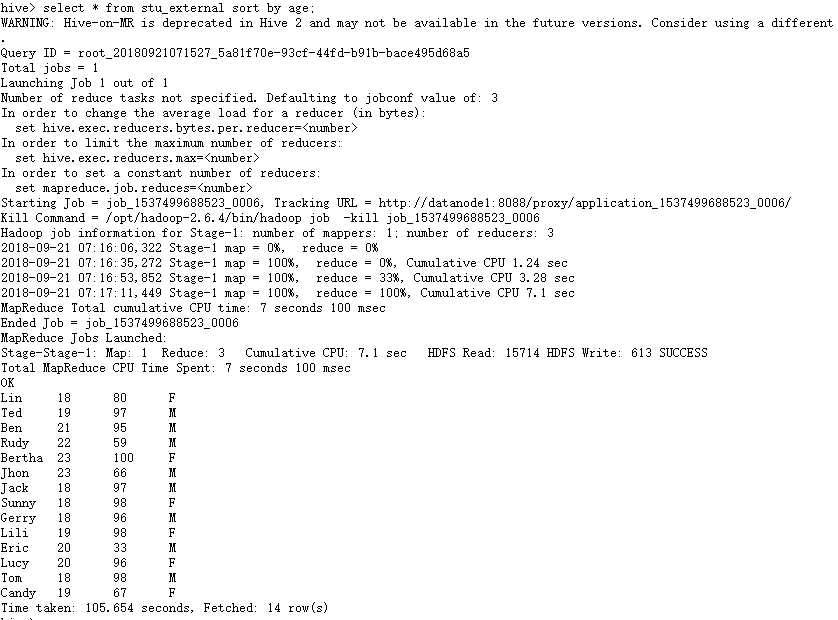 hive> select * from stu_external sort by age;
WARNING: Hive-on-MR is deprecated in Hive 2 and may not be available in the future versions. Consider using a different
.
Query ID = root_20180921071527_5a81f70e-93cf-44fd-b91b-bace495d68a5
Total jobs = 1
Launching Job 1 out of 1
Number of reduce tasks not specified. Defaulting to jobconf value of: 3
In order to change the average load for a reducer (in bytes):
  set hive.exec.reducers.bytes.per.reducer=<number>
In order to limit the maximum number of reducers:
  set hive.exec.reducers.max=<number>
In order to set a constant number of reducers:
  set mapreduce.job.reduces=<number>
Starting Job = job_1537499688523_0006, Tracking URL = http://datanode1:8088/proxy/application_1537499688523_0006/
Kill Command = /opt/hadoop-2.6.4/bin/hadoop job  -kill job_1537499688523_0006
Hadoop job information for Stage-1: number of mappers: 1; number of reducers: 3
2018-09-21 07:16:06,322 Stage-1 map = 0%,  reduce = 0%
2018-09-21 07:16:35,272 Stage-1 map = 100%,  reduce = 0%, Cumulative CPU 1.24 sec
2018-09-21 07:16:53,852 Stage-1 map = 100%,  reduce = 33%, Cumulative CPU 3.28 sec
2018-09-21 07:17:11,449 Stage-1 map = 100%,  reduce = 100%, Cumulative CPU 7.1 sec
MapReduce Total cumulative CPU time: 7 seconds 100 msec
Ended Job = job_1537499688523_0006
MapReduce Jobs Launched:
Stage-Stage-1: Map: 1  Reduce: 3   Cumulative CPU: 7.1 sec   HDFS Read: 15714 HDFS Write: 613 SUCCESS
Total MapReduce CPU Time Spent: 7 seconds 100 msec
OK
Lin	18	80	F
Ted	19	97	M
Ben	21	95	M
Rudy	22	59	M
Bertha	23	100	F
Jhon	23	66	M
Jack	18	97	M
Sunny	18	98	F
Gerry	18	96	M
Lili	19	98	F
Eric	20	33	M
Lucy	20	96	F
Tom	18	98	M
Candy	19	67	F
Time taken: 105.654 seconds, Fetched: 14 row(s)